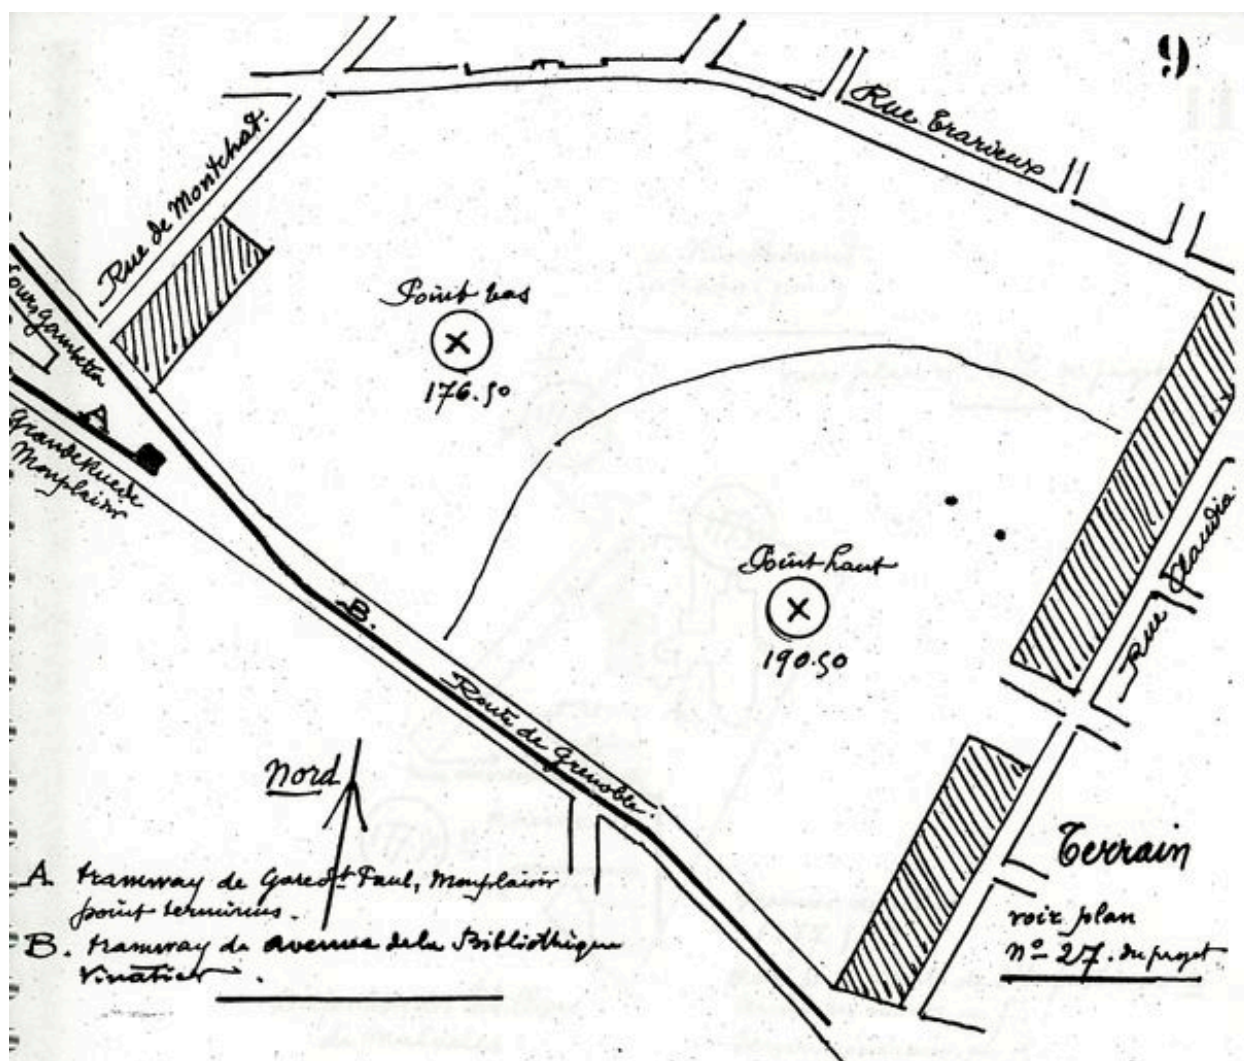 9
Rue Trarieux
Rue de Montchat.
Cours gambetta
A
Grande Rue de
Monplaisir
Point bas
176.50
Point haut
190.50
Rue Claudia.
B.
Route de Grenoble.
Nord
A tramway de Gare St Paul, Monplaisir
point terminus.
B. tramway de avenue de la Bibliothèque
Vinatier.
Terrain
voir plan
no 27. du projet